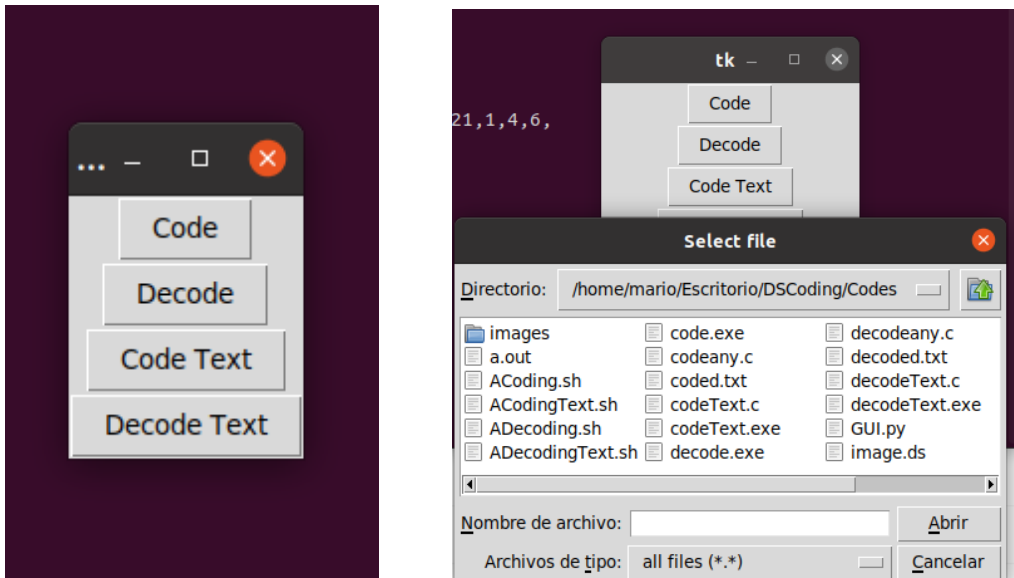 ...
Code
Decode
Code Text
Decode Text
tk
21,1,4,6,
Code
Decode
Code Text
Select file
Directorio: /home/mario/Escritorio/DSCoding/Codes
images code.exe decodeany.c
a.out codeany.c decoded.txt
ACoding.sh coded.txt decodeText.c
ACodingText.sh codeText.c decodeText.exe
ADecoding.sh codeText.exe GUI.py
ADecodingText.sh decode.exe image.ds
Nombre de archivo: Abrir
Archivos de tipo: all files (*.*) Cancelar